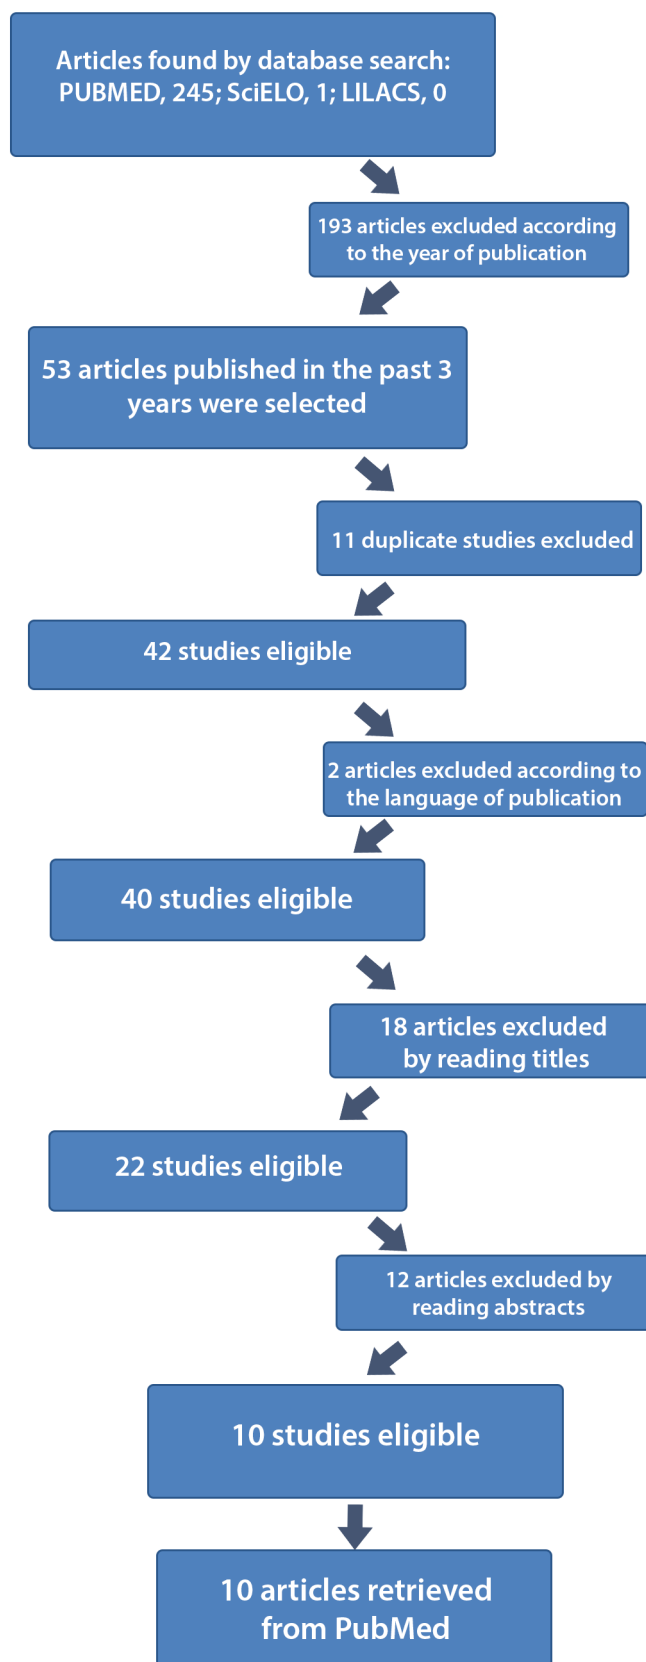 Articles found by database search:
PUBMED, 245; SciELO, 1; LILACS, 0
193 articles excluded according
to the year of publication
53 articles published in the past 3
years were selected
11 duplicate studies excluded
42 studies eligible
2 articles excluded according to
the language of publication
40 studies eligible
18 articles excluded
by reading titles
22 studies eligible
12 articles excluded by
reading abstracts
10 studies eligible
10 articles retrieved
from PubMed